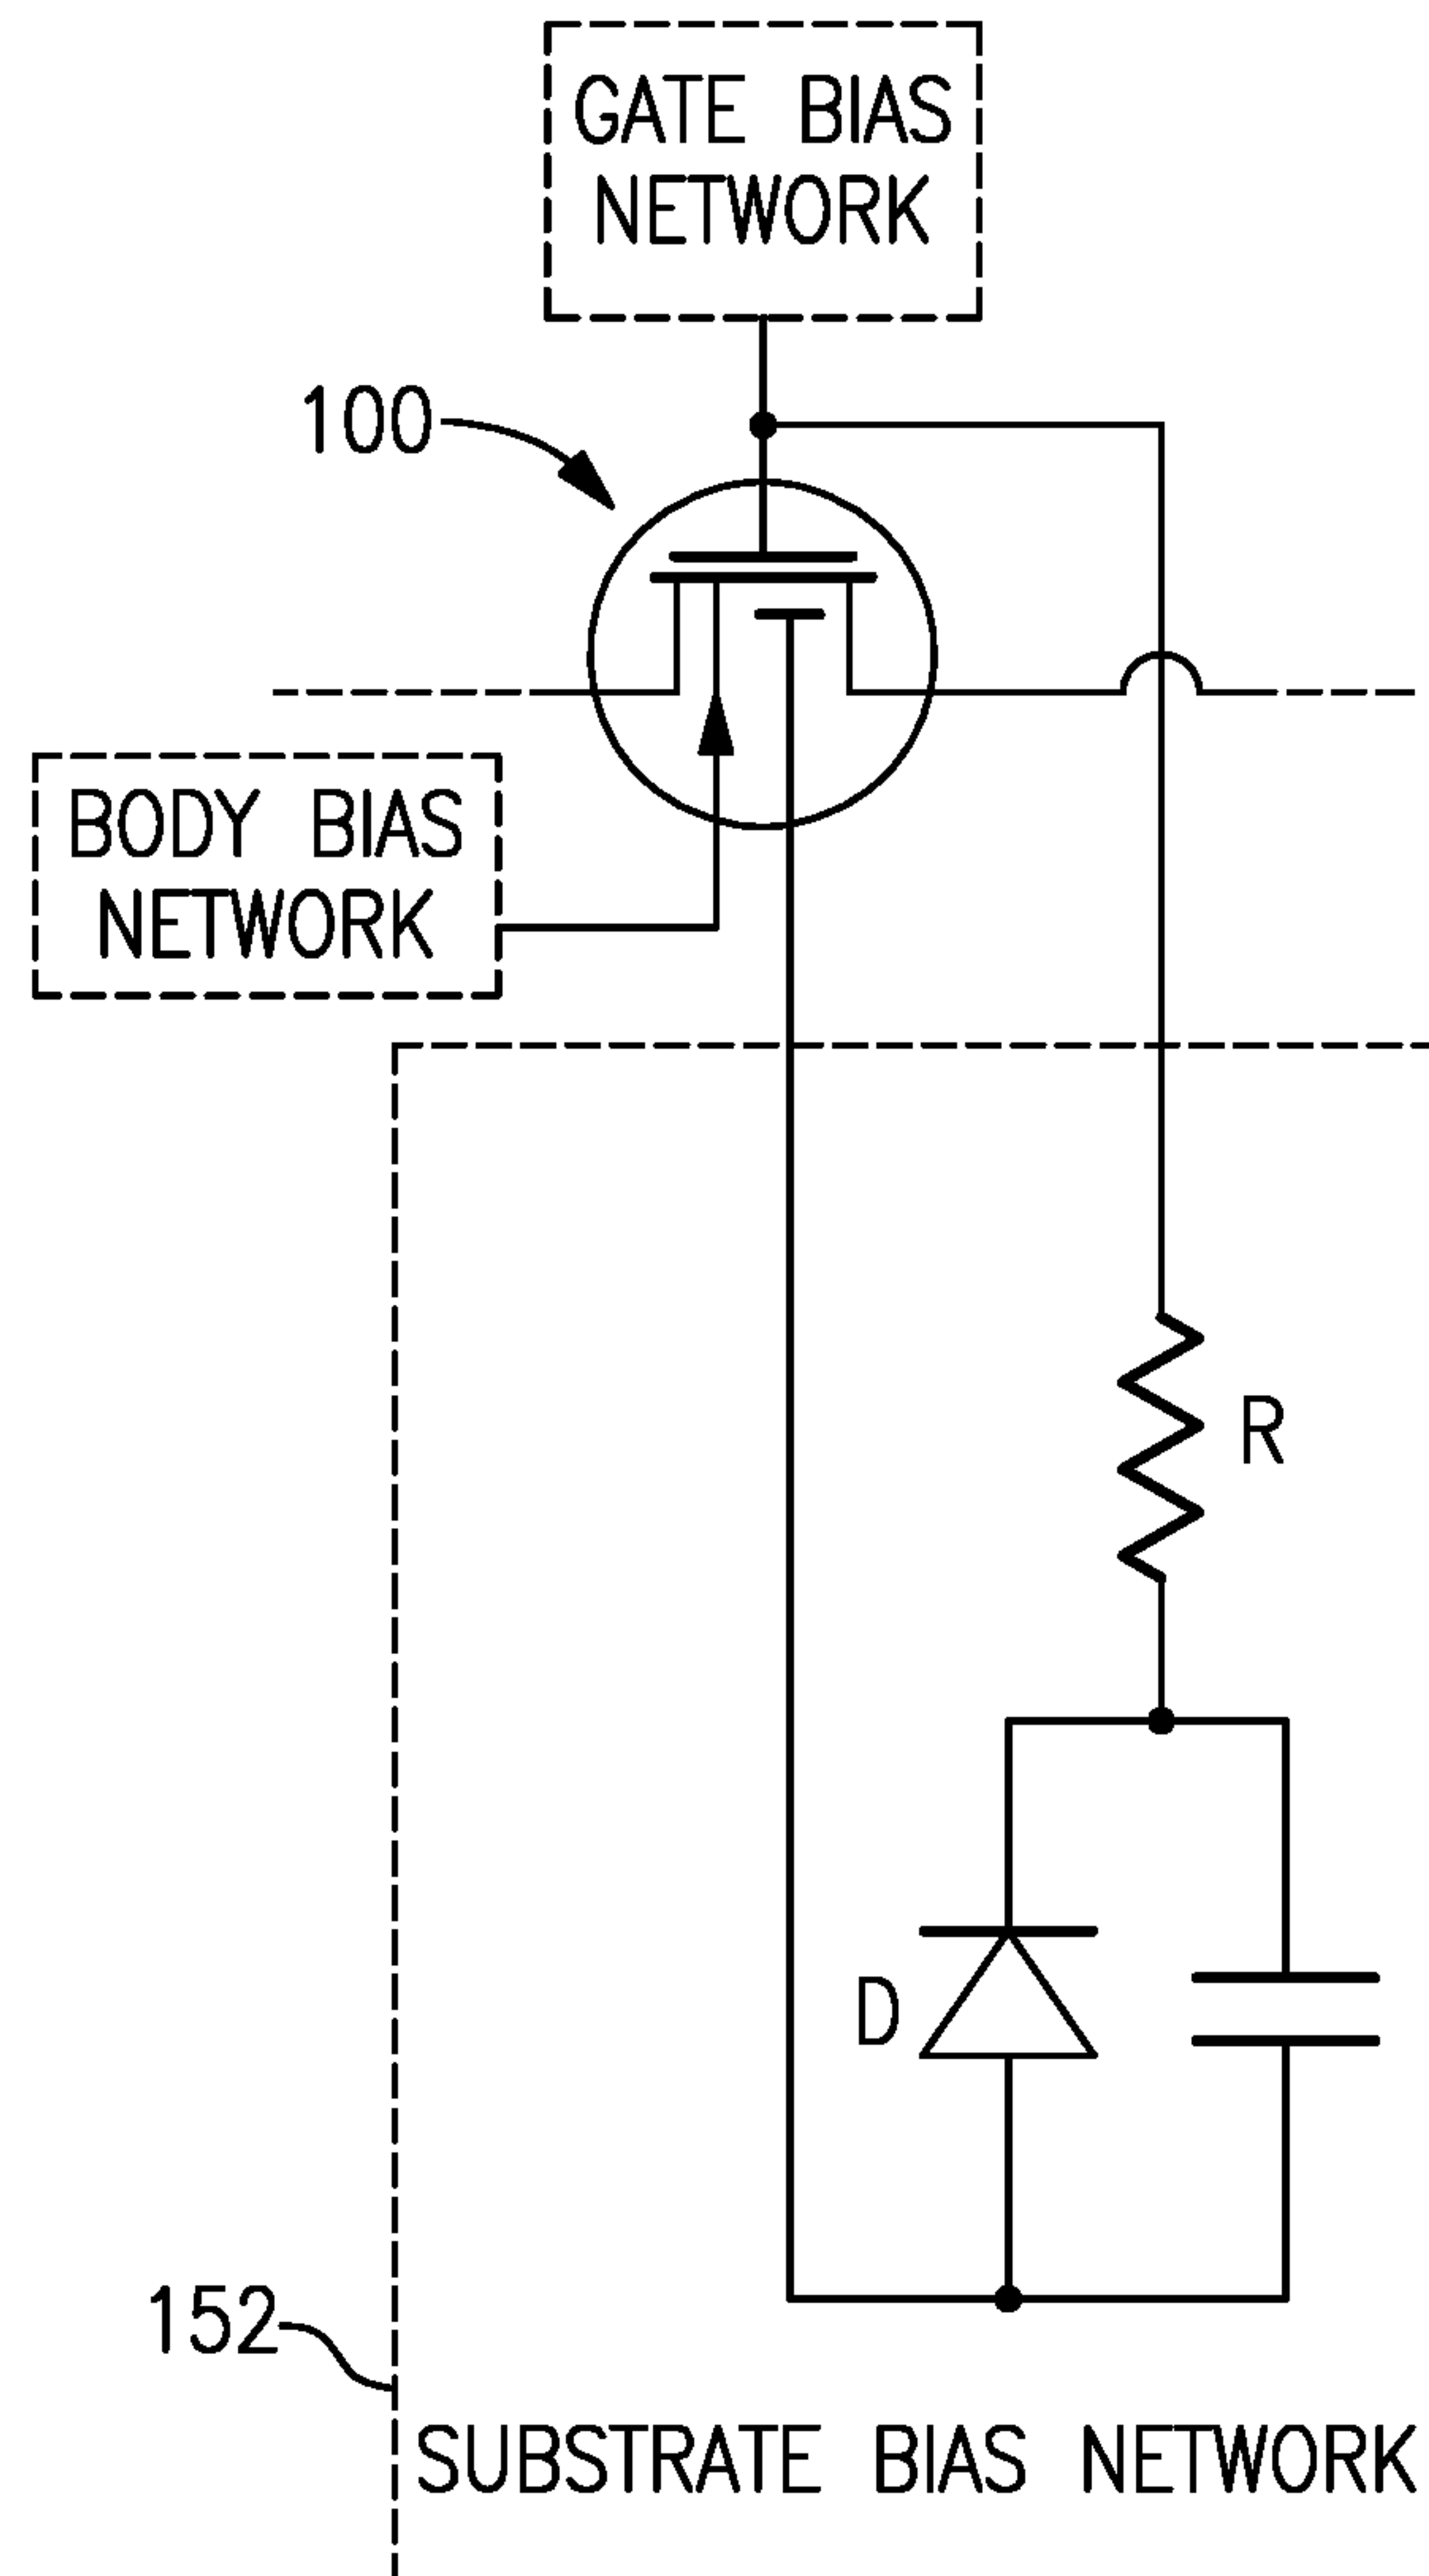 GATE BIAS
NETWORK
100
BODY BIAS
NETWORK
R
D
152
SUBSTRATE BIAS NETWORK